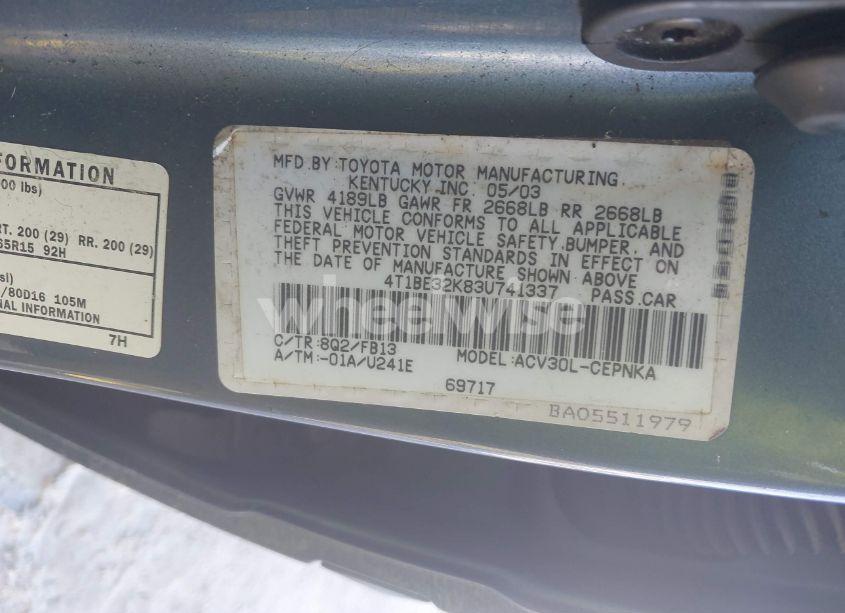 FORMATION
00 lbs)
RT. 200 (29) RR. 200 (29)
65R15 92H
si)
/80D16 105M
NAL INFORMATION
7H
MFD.BY:TOYOTA MOTOR MANUFACTURING,
KENTUCKY,INC. 05/03
GVWR 4189LB GAWR FR 2668LB RR 2668LB
THIS VEHICLE CONFORMS TO ALL APPLICABLE
FEDERAL MOTOR VEHICLE SAFETY,BUMPER, AND
THEFT PREVENTION STANDARDS IN EFFECT ON
THE DATE OF MANUFACTURE SHOWN ABOVE
4T1BE32K83U741337 PASS.CAR
wheelwise
C/TR:8Q2/FB13
A/TM:-01A/U241E
MODEL:ACV30L-CEPNKA
69717
BA05511979